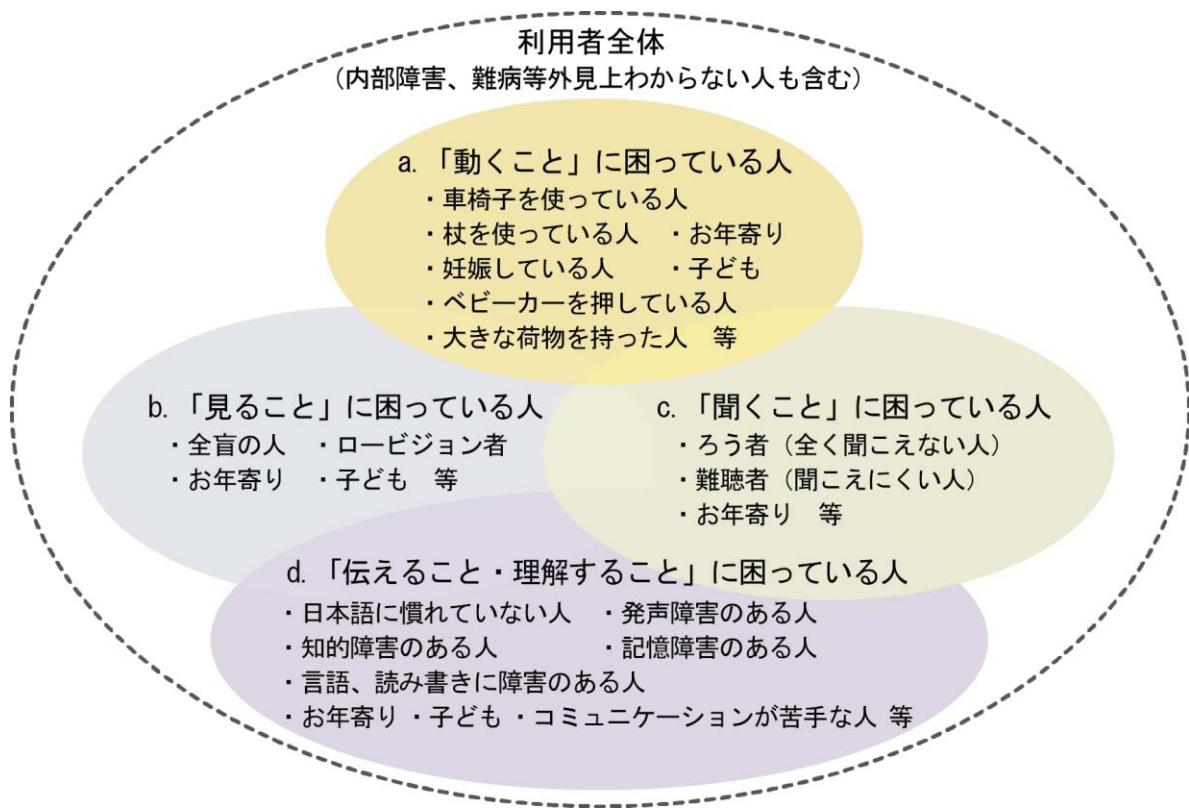 利用者全体
（内部障害、難病等外見上わからない人も含む）
a. 「動くこと」に困っている人
・車椅子を使っている人
・杖を使っている人　・お年寄り
・妊娠している人　・子ども
・ベビーカーを押している人
・大きな荷物を持った人　等
b. 「見ること」に困っている人
・全盲の人　・ロービジョン者
・お年寄り　・子ども　等
c. 「聞くこと」に困っている人
・ろう者（全く聞こえない人）
・難聴者（聞こえにくい人）
・お年寄り　等
d. 「伝えること・理解すること」に困っている人
・日本語に慣れていない人　・発声障害のある人
・知的障害のある人　・記憶障害のある人
・言語、読み書きに障害のある人
・お年寄り ・子ども ・コミュニケーションが苦手な人 等